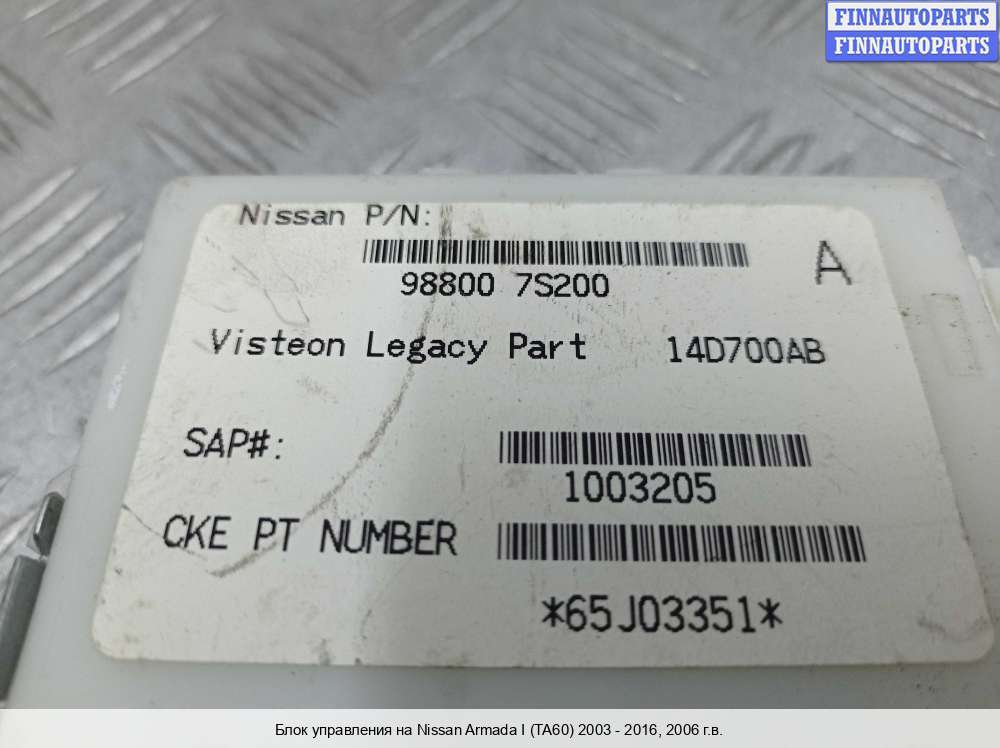 FINNAUTOPARTS
FINNAUTOPARTS
Nissan P/N:
98800 7S200
A
Visteon Legacy Part 14D700AB
SAP#:
1003205
CKE PT NUMBER
*65J03351*
Блок управления на Nissan Armada I (TA60) 2003 - 2016, 2006 г.в.